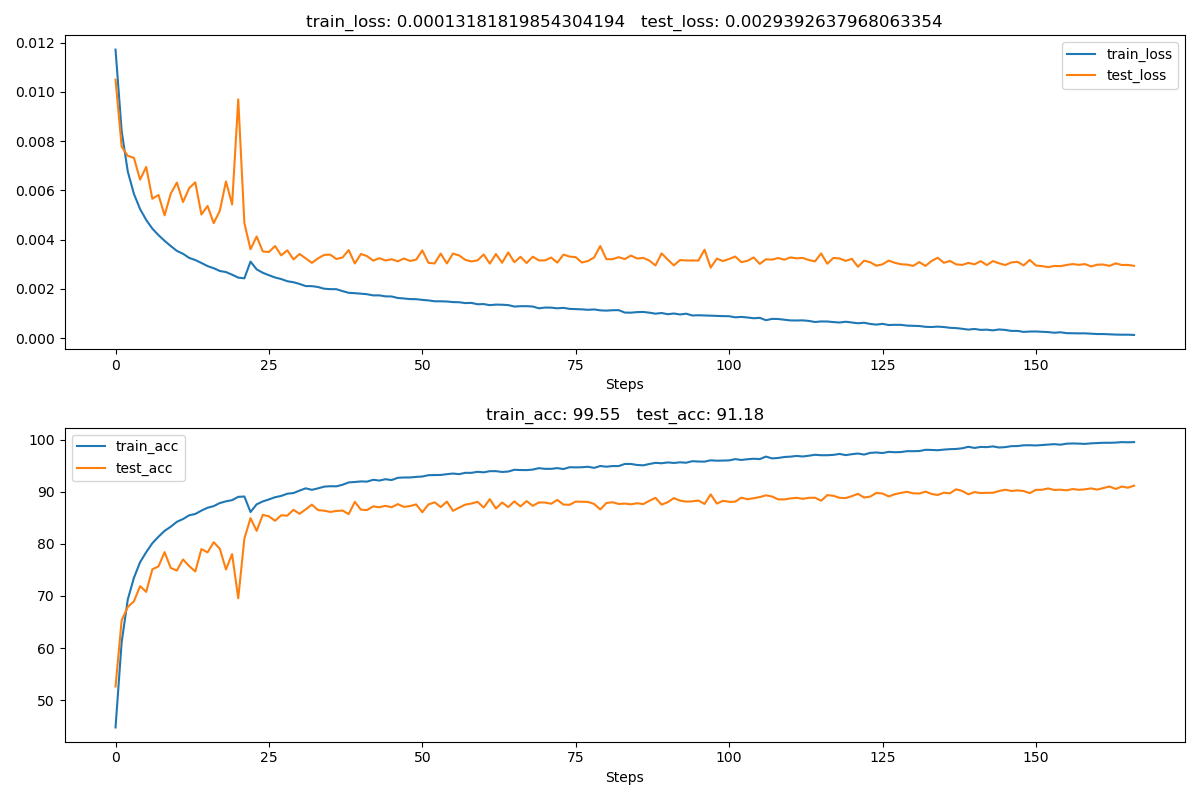 train_loss: 0.00013181819854304194   test_loss: 0.0029392637968063354
0.012
0.010
0.008
0.006
0.004
0.002
0.000
train_loss
test_loss
0 25 50 75 100 125 150
Steps
train_acc: 99.55   test_acc: 91.18
100
90
80
70
60
50
train_acc
test_acc
0 25 50 75 100 125 150
Steps